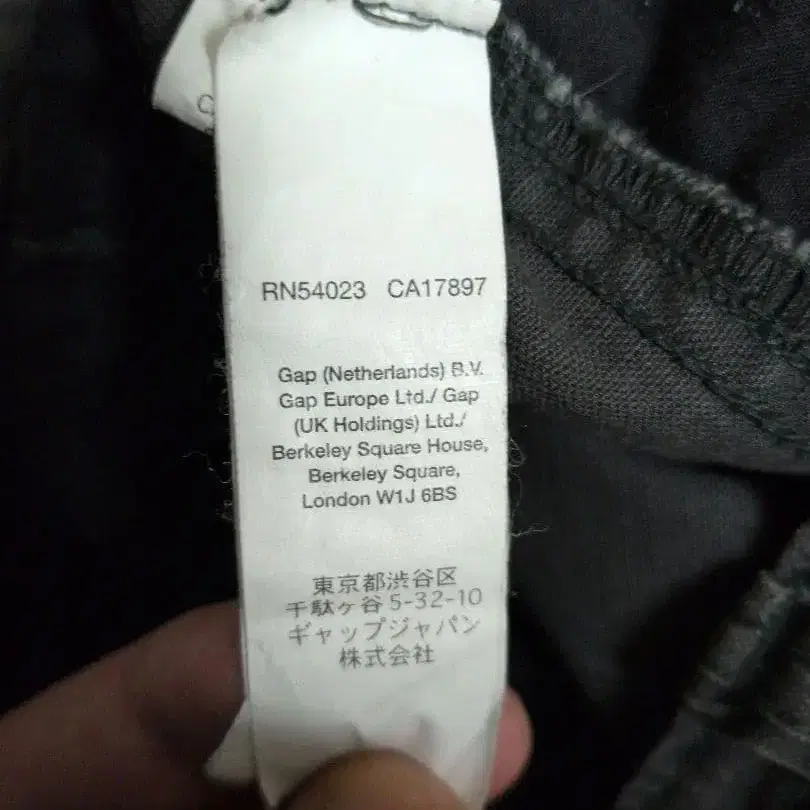 RN54023 CA17897
Gap (Netherlands) B.V.
Gap Europe Ltd./ Gap
(UK Holdings) Ltd./
Berkeley Square House,
Berkeley Square,
London W1J 6BS
東京都渋谷区
千駄ヶ谷5-32-10
ギャップジャパン
株式会社